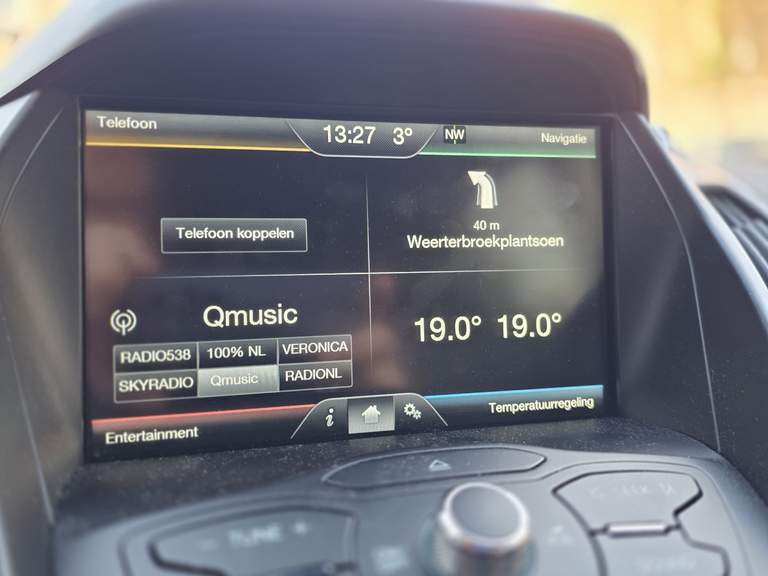 Telefoon
13:27 3°
NW
Navigatie
Telefoon koppelen
40 m
Weerterbroekplantsoen
Qmusic
RADIO538 100% NL VERONICA
SKYRADIO Qmusic RADIONL
19.0° 19.0°
Entertainment
i
Temperatuurregeling
- TUNE +